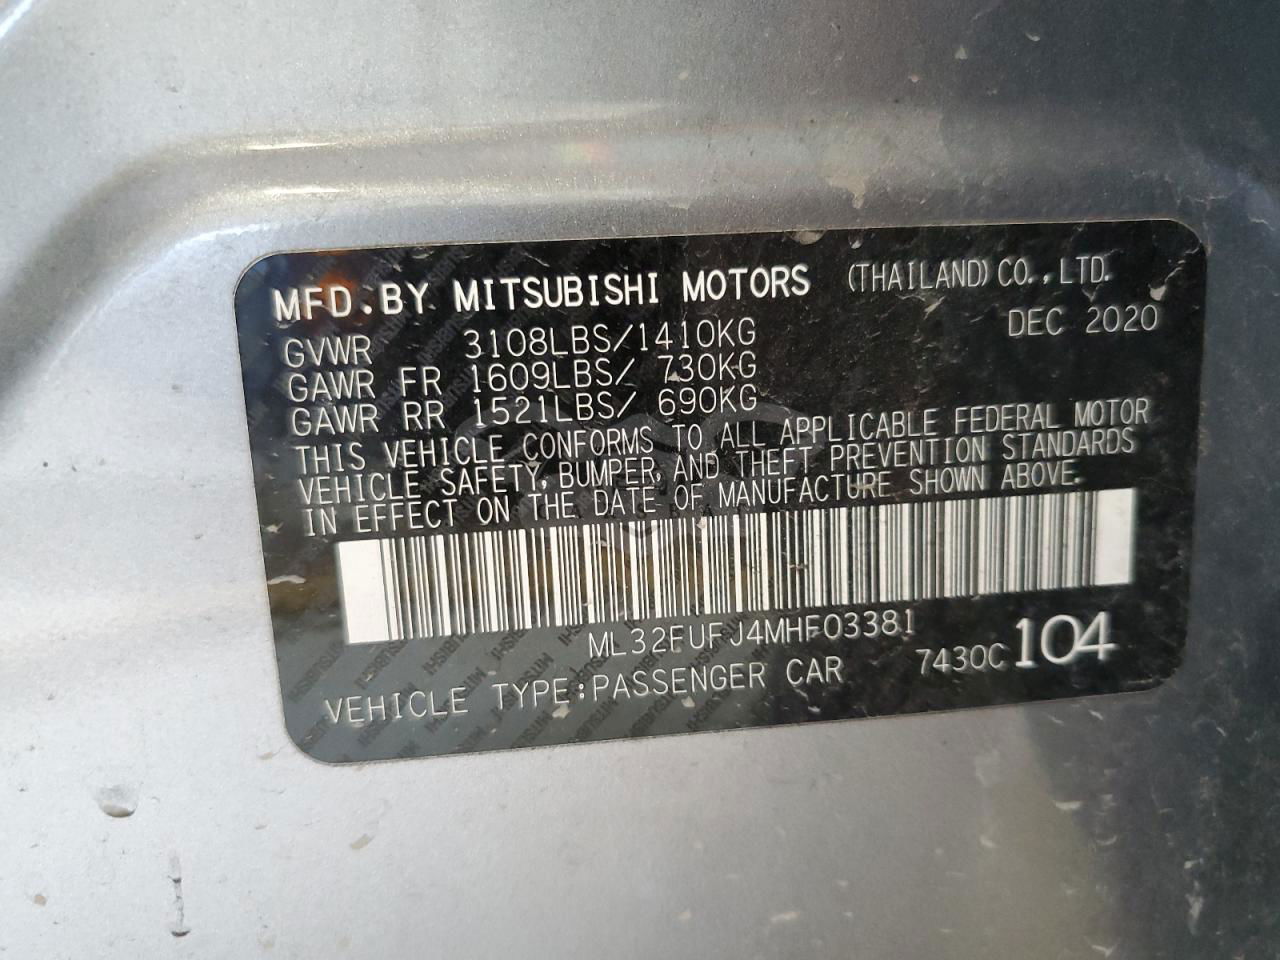 MFD.BY MITSUBISHI MOTORS (THAILAND) CO.,LTD.
GVWR 3108LBS/1410KG DEC 2020
GAWR FR 1609LBS/ 730KG
GAWR RR 1521LBS/ 690KG
THIS VEHICLE CONFORMS TO ALL APPLICABLE FEDERAL MOTOR
VEHICLE SAFETY, BUMPER, AND THEFT PREVENTION STANDARDS
IN EFFECT ON THE DATE OF MANUFACTURE SHOWN ABOVE.
ML32FUFJ4MHF03381
VEHICLE TYPE:PASSENGER CAR 7430C 104